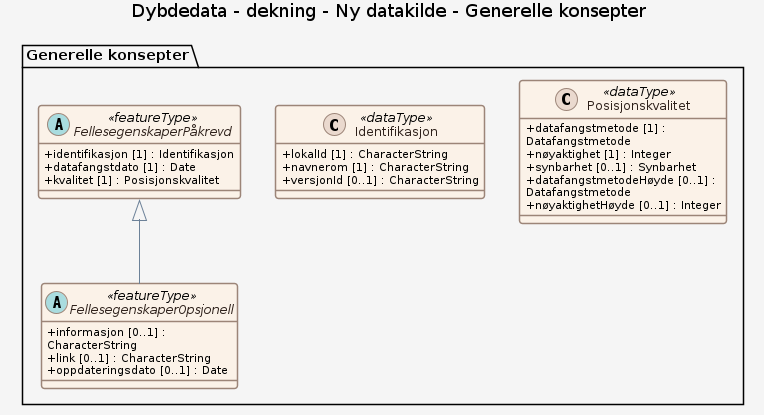 Dybdedata - dekning - Ny datakilde - Generelle konsepter
Generelle konsepter
A
«featureType»
FellesegenskaperPåkrevd
+identifikasjon [1] : Identifikasjon
+datafangstdato [1] : Date
+kvalitet [1] : Posisjonskvalitet
C
«dataType»
Identifikasjon
+lokalId [1] : CharacterString
+navnerom [1] : CharacterString
+versjonId [0..1] : CharacterString
C
«dataType»
Posisjonskvalitet
+datafangstmetode [1] :
Datafangstmetode
+nøyaktighet [1] : Integer
+synbarhet [0..1] : Synbarhet
+datafangstmetodeHøyde [0..1] :
Datafangstmetode
+nøyaktighetHøyde [0..1] : Integer
A
«featureType»
FellesegenskaperOpsjonell
+informasjon [0..1] :
CharacterString
+link [0..1] : CharacterString
+oppdateringsdato [0..1] : Date